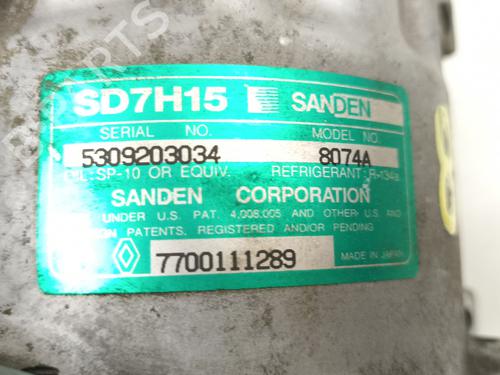 B-PARTS
SD7H15 SANDEN
SERIAL NO. MODEL NO.
5309203034 8074A
OIL:SP-10 OR EQUIV. REFRIGERANT:R-134a
SANDEN CORPORATION
UNDER U.S. PAT. 4,008,005 AND OTHER U.S. AND
PATENTS. REGISTERED AND/OR PENDING
7700111289
MADE IN JAPAN